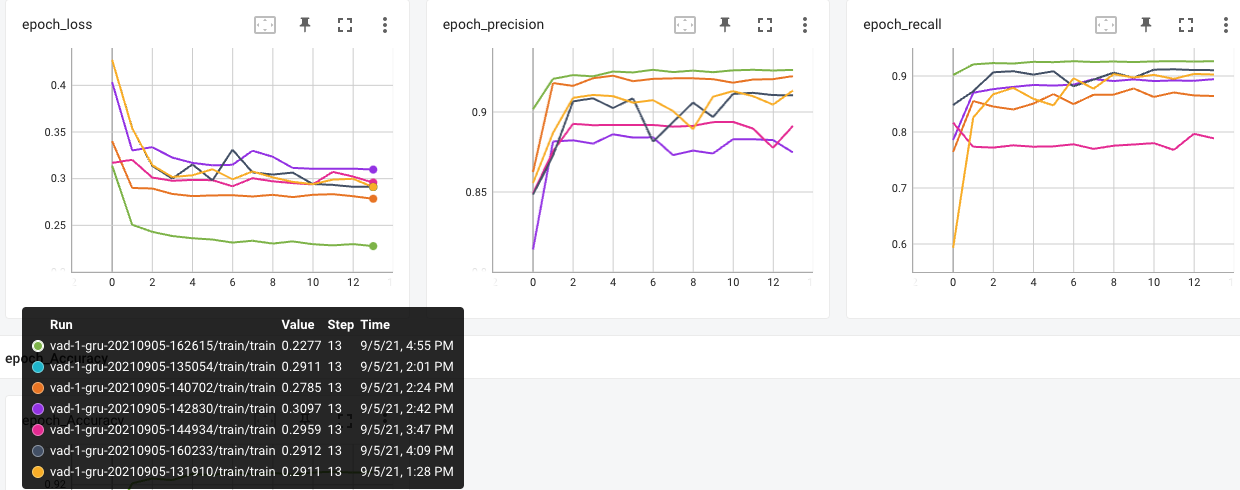 epoch_loss
0.4
0.35
0.3
0.25
0 2 4 6 8 10 12
epoch_precision
0.9
0.85
0 2 4 6 8 10 12
epoch_recall
0.9
0.8
0.7
0.6
0 2 4 6 8 10 12
Run Value Step Time
vad-1-gru-20210905-162615/train/train 0.2277 13 9/5/21, 4:55 PM
vad-1-gru-20210905-135054/train/train 0.2911 13 9/5/21, 2:01 PM
vad-1-gru-20210905-140702/train/train 0.2785 13 9/5/21, 2:24 PM
vad-1-gru-20210905-142830/train/train 0.3097 13 9/5/21, 2:42 PM
vad-1-gru-20210905-144934/train/train 0.2959 13 9/5/21, 3:47 PM
vad-1-gru-20210905-160233/train/train 0.2912 13 9/5/21, 4:09 PM
vad-1-gru-20210905-131910/train/train 0.2911 13 9/5/21, 1:28 PM
epoch_Accuracy
epoch_Accuracy
0.92